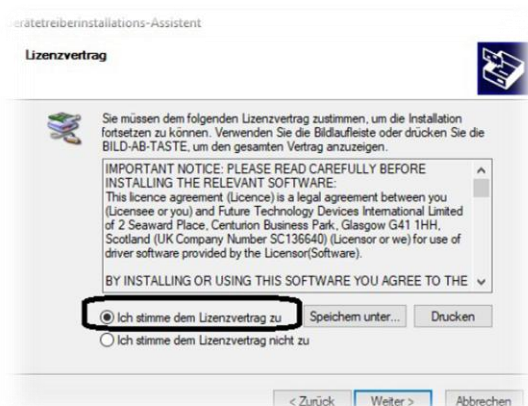 Gerätetreiberinstallations-Assistent
Lizenzvertrag
Sie müssen dem folgenden Lizenzvertrag zustimmen, um die Installation
fortsetzen zu können. Verwenden Sie die Bildlaufleiste oder drücken Sie die
BILD-AB-TASTE, um den gesamten Vertrag anzuzeigen.
IMPORTANT NOTICE: PLEASE READ CAREFULLY BEFORE
INSTALLING THE RELEVANT SOFTWARE:
This licence agreement (Licence) is a legal agreement between you
(Licensee or you) and Future Technology Devices International Limited
of 2 Seaward Place, Centurion Business Park, Glasgow G41 1HH,
Scotland (UK Company Number SC136640) (Licensor or we) for use of
driver software provided by the Licensor(Software).
BY INSTALLING OR USING THIS SOFTWARE YOU AGREE TO THE
Ich stimme dem Lizenzvertrag zu Speichern unter... Drucken
Ich stimme dem Lizenzvertrag nicht zu
< Zurück Weiter > Abbrechen